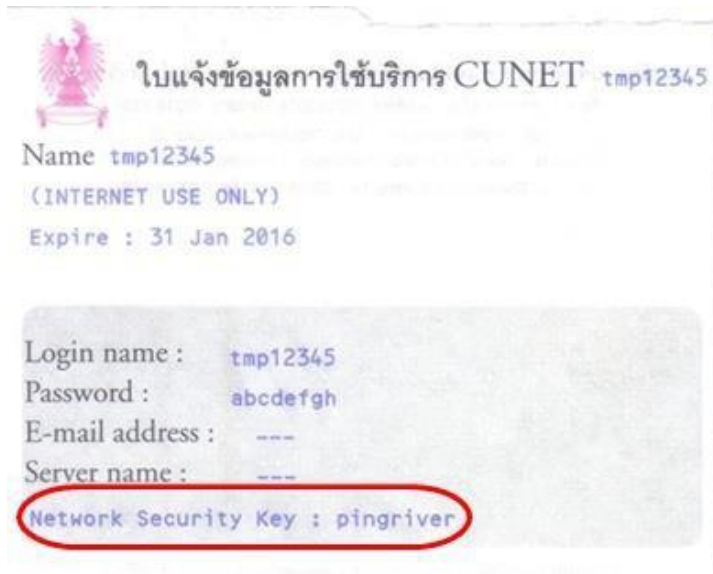 ใบแจ้งข้อมูลการใช้บริการ CUNET tmp12345
Name tmp12345
(INTERNET USE ONLY)
Expire : 31 Jan 2016
Login name : tmp12345
Password : abcdefgh
E-mail address : ---
Server name : ---
Network Security Key : pingriver